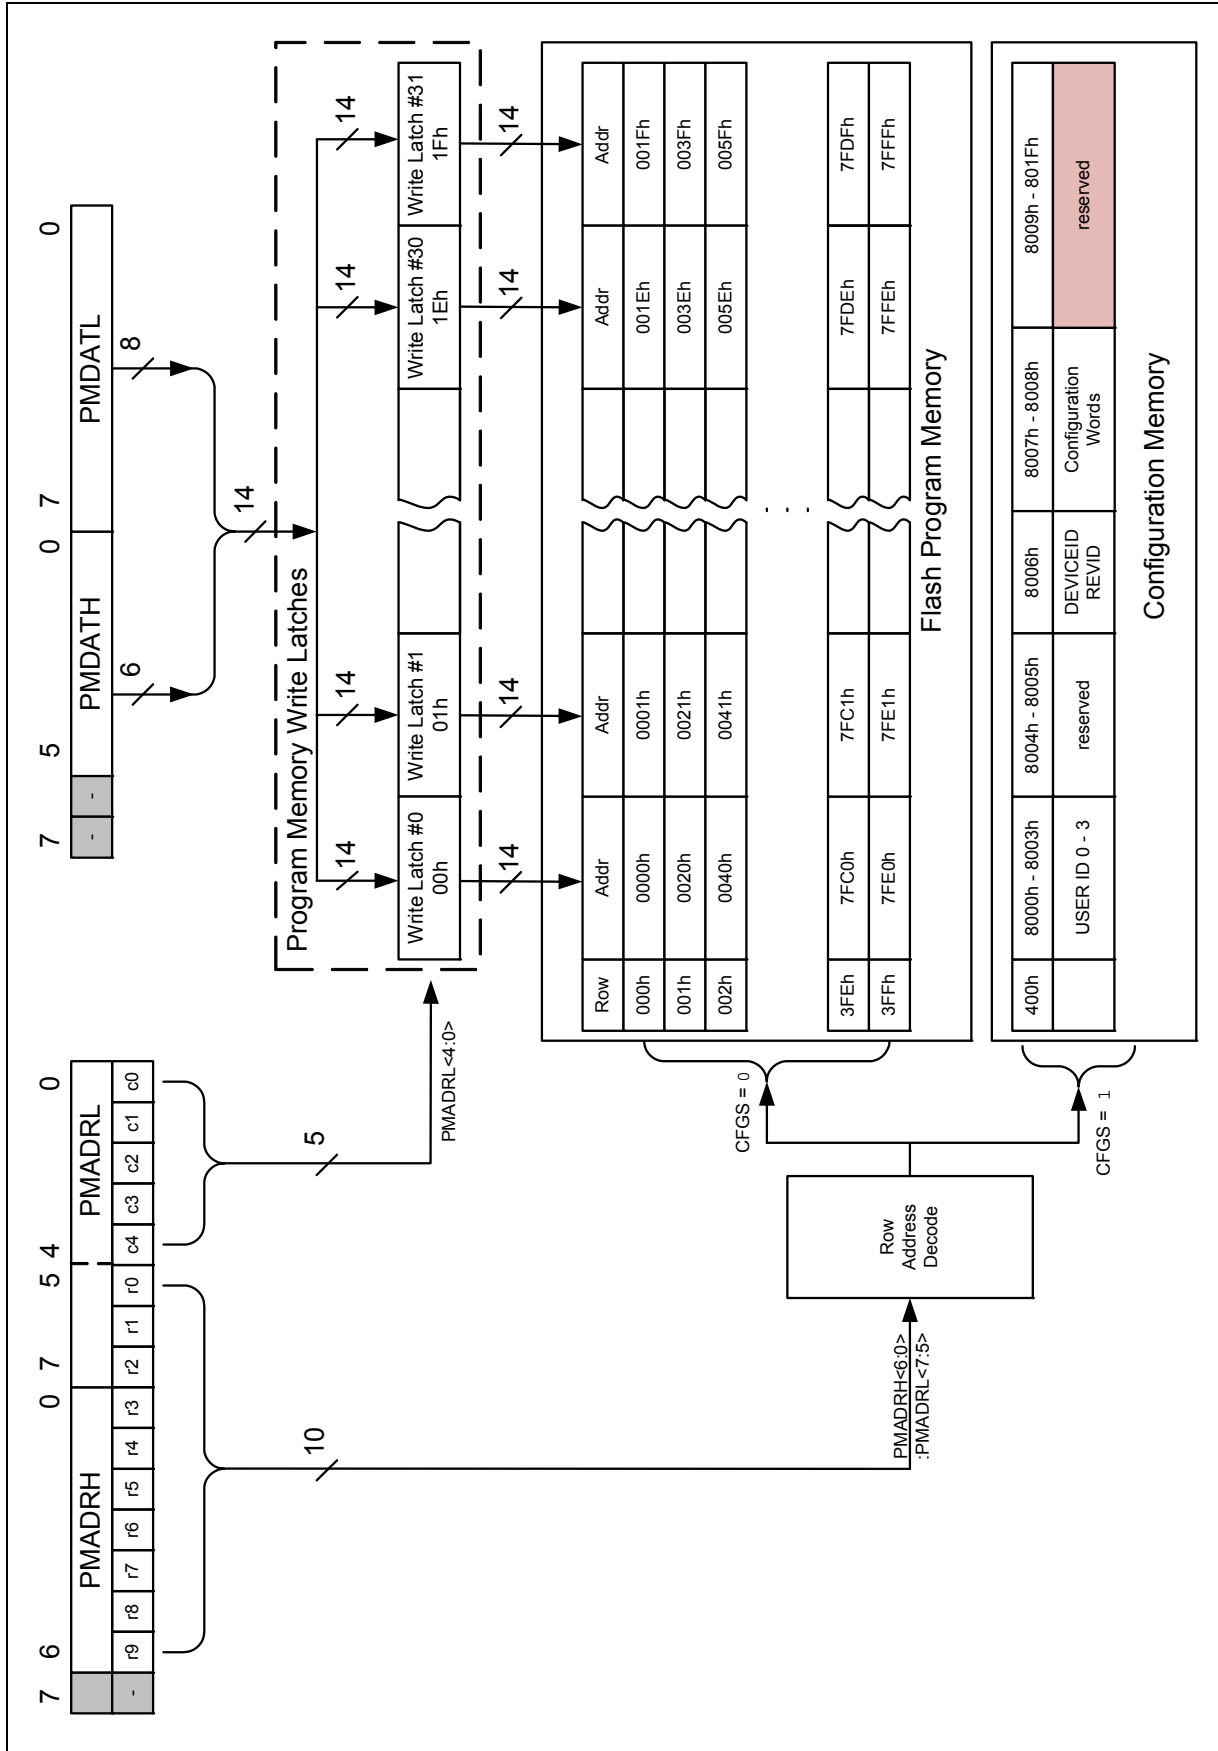 7 6 0 7 5 4 0
PMADRH PMADRL
- r9 r8 r7 r6 r5 r4 r3 r2 r1 r0 c4 c3 c2 c1 c0
7 5 0 7 0
- - PMDATH PMDATL
6 8
14
10
5
PMADRL<4:0>
Program Memory Write Latches
14 14 14 14
Write Latch #0 Write Latch #1 Write Latch #30 Write Latch #31
00h 01h 1Eh 1Fh
14 14 14 14
Row Addr Addr Addr Addr
000h 0000h 0001h 001Eh 001Fh
001h 0020h 0021h 003Eh 003Fh
002h 0040h 0041h 005Eh 005Fh
. . .
3FEh 7FC0h 7FC1h 7FDEh 7FDFh
3FFh 7FE0h 7FE1h 7FFEh 7FFFh
Flash Program Memory
CFGS = 0
PMADRH<6:0>
:PMADRL<7:5>
Row
Address
Decode
CFGS = 1
400h 8000h - 8003h 8004h - 8005h 8006h 8007h - 8008h 8009h - 801Fh
USER ID 0 - 3 reserved DEVICEID Configuration reserved
REVID Words
Configuration Memory